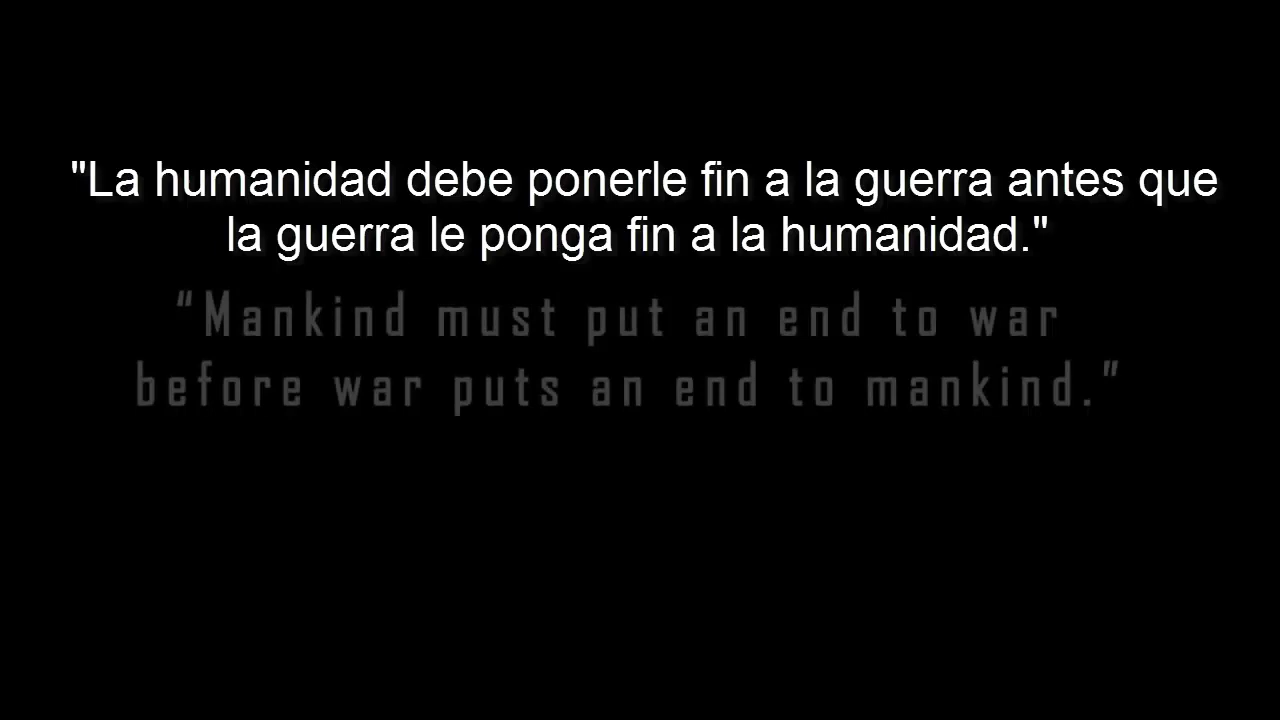 "La humanidad debe ponerle fin a la guerra antes que
la guerra le ponga fin a la humanidad."
“Mankind must put an end to war
before war puts an end to mankind.”